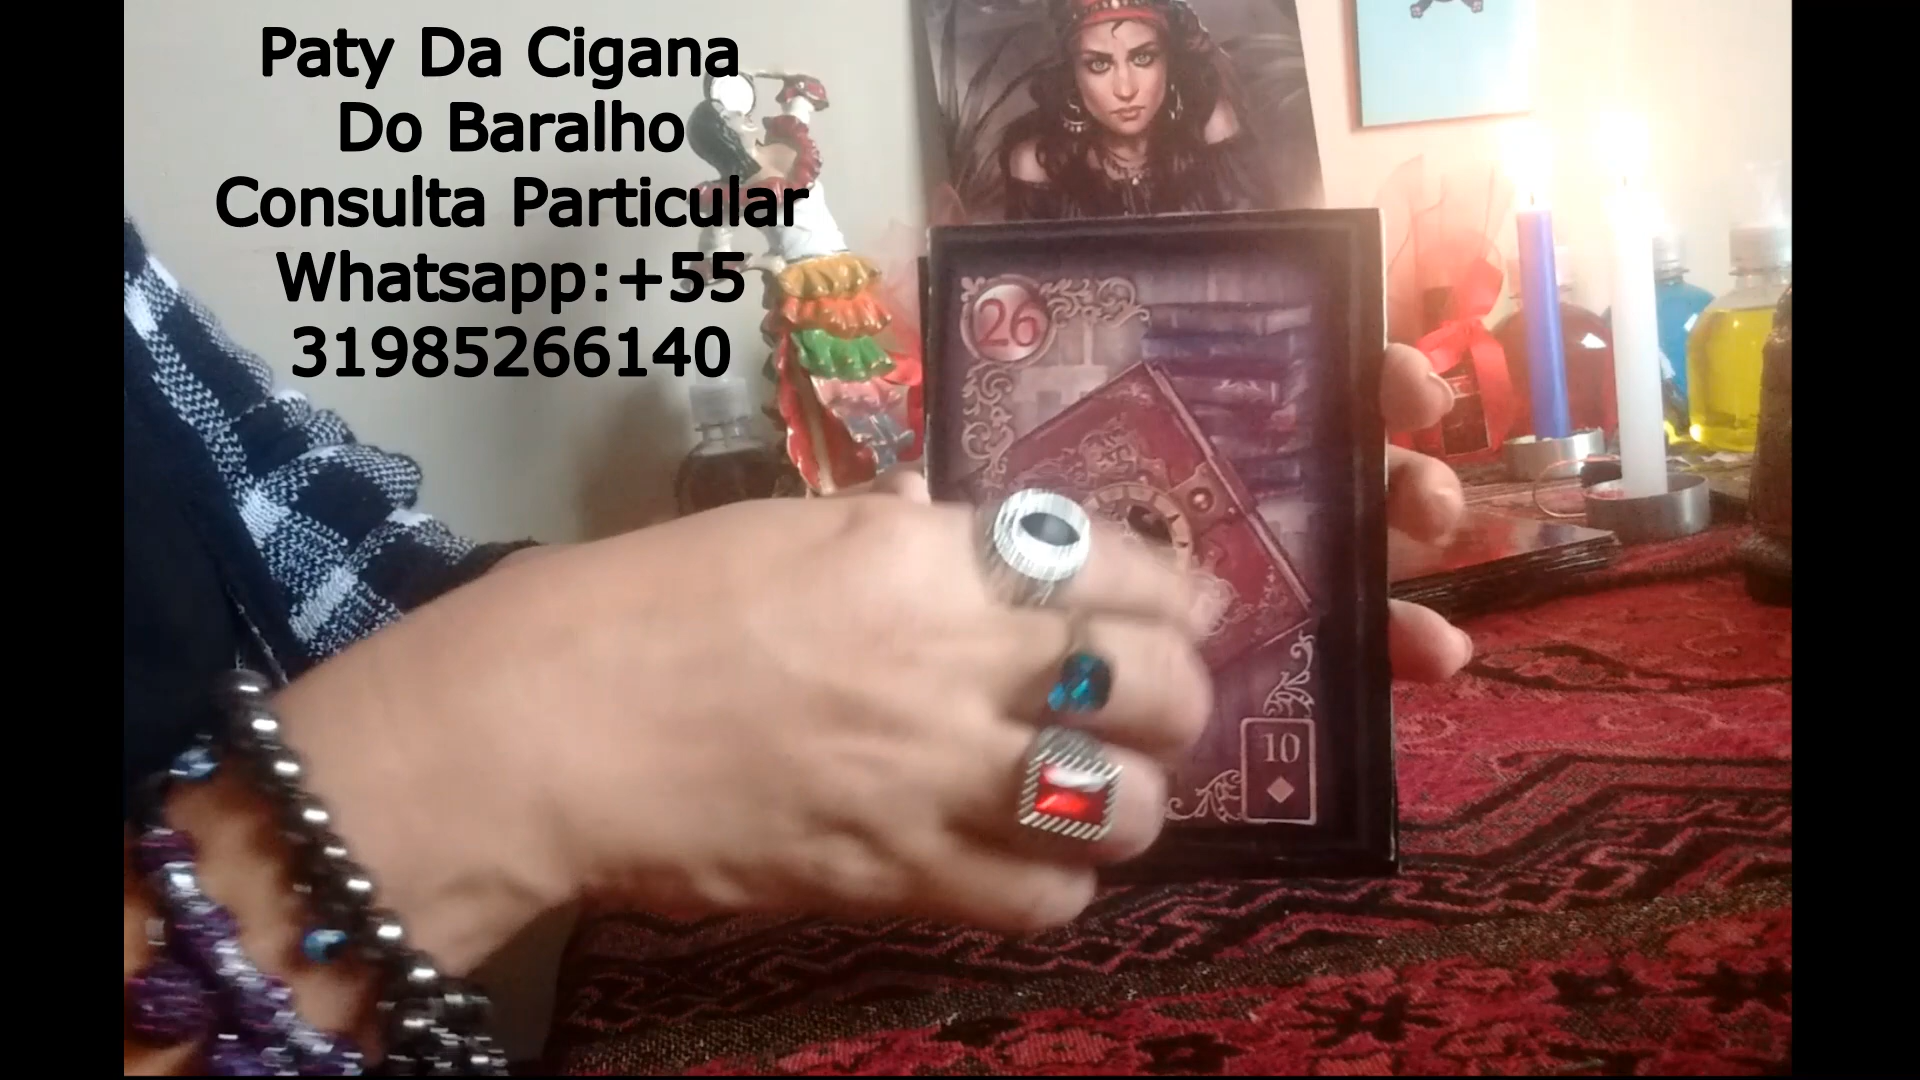 Paty Da Cigana
Do Baralho
Consulta Particular
Whatsapp:+55
31985266140
26
10